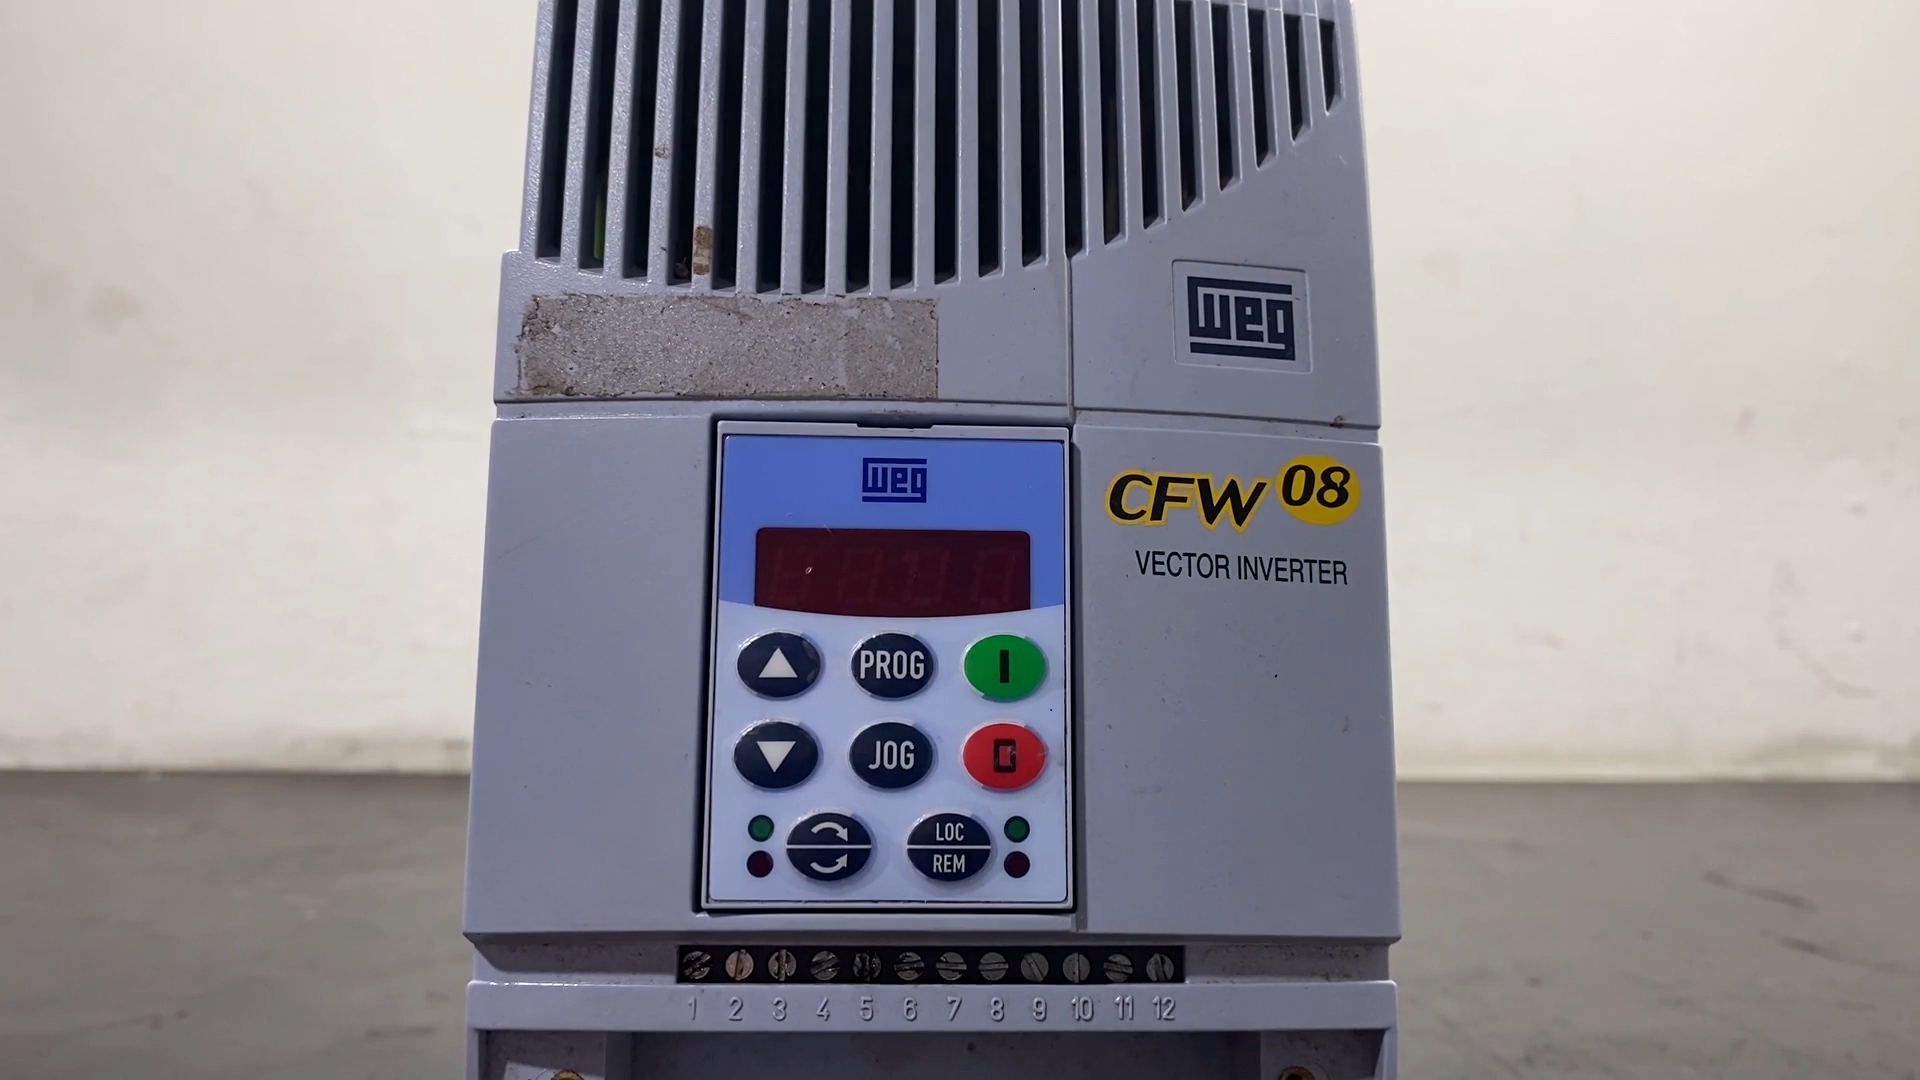 weg
weg
CFW 08
VECTOR INVERTER
PROG I
JOG 0
LOC
REM
1 2 3 4 5 6 7 8 9 10 11 12